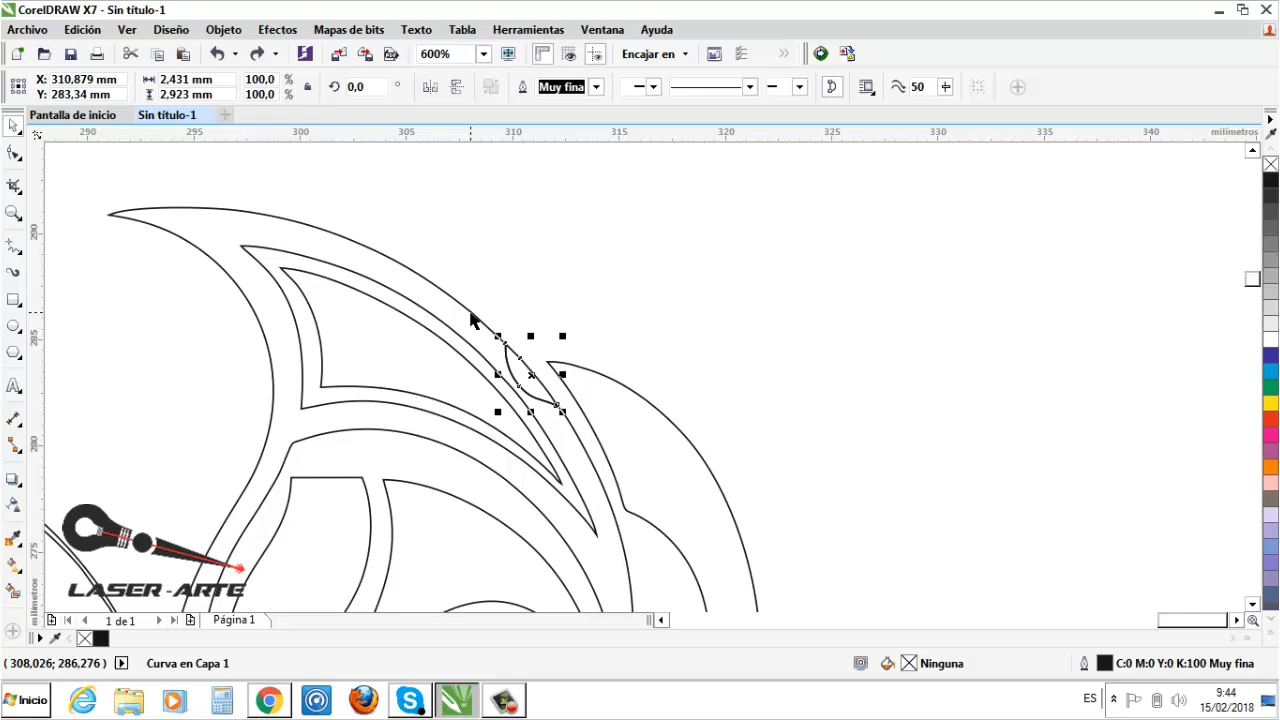 CorelDRAW X7 - Sin título-1
Archivo Edición Ver Diseño Objeto Efectos Mapas de bits Texto Tabla Herramientas Ventana Ayuda
600% Encajar en
X: 310,879 mm 2,431 mm 100,0 % 0,0 ° Muy fina 50
Y: 283,34 mm 2,923 mm 100,0 %
Pantalla de inicio Sin título-1
290 295 300 305 310 315 320 325 330 335 340 milímetros
290
285
280
275
milímetros
LASER-ARTE
1 de 1 Página 1
( 308,026; 286,276 ) Curva en Capa 1 Ninguna C:0 M:0 Y:0 K:100 Muy fina
Inicio ES 9:44
15/02/2018